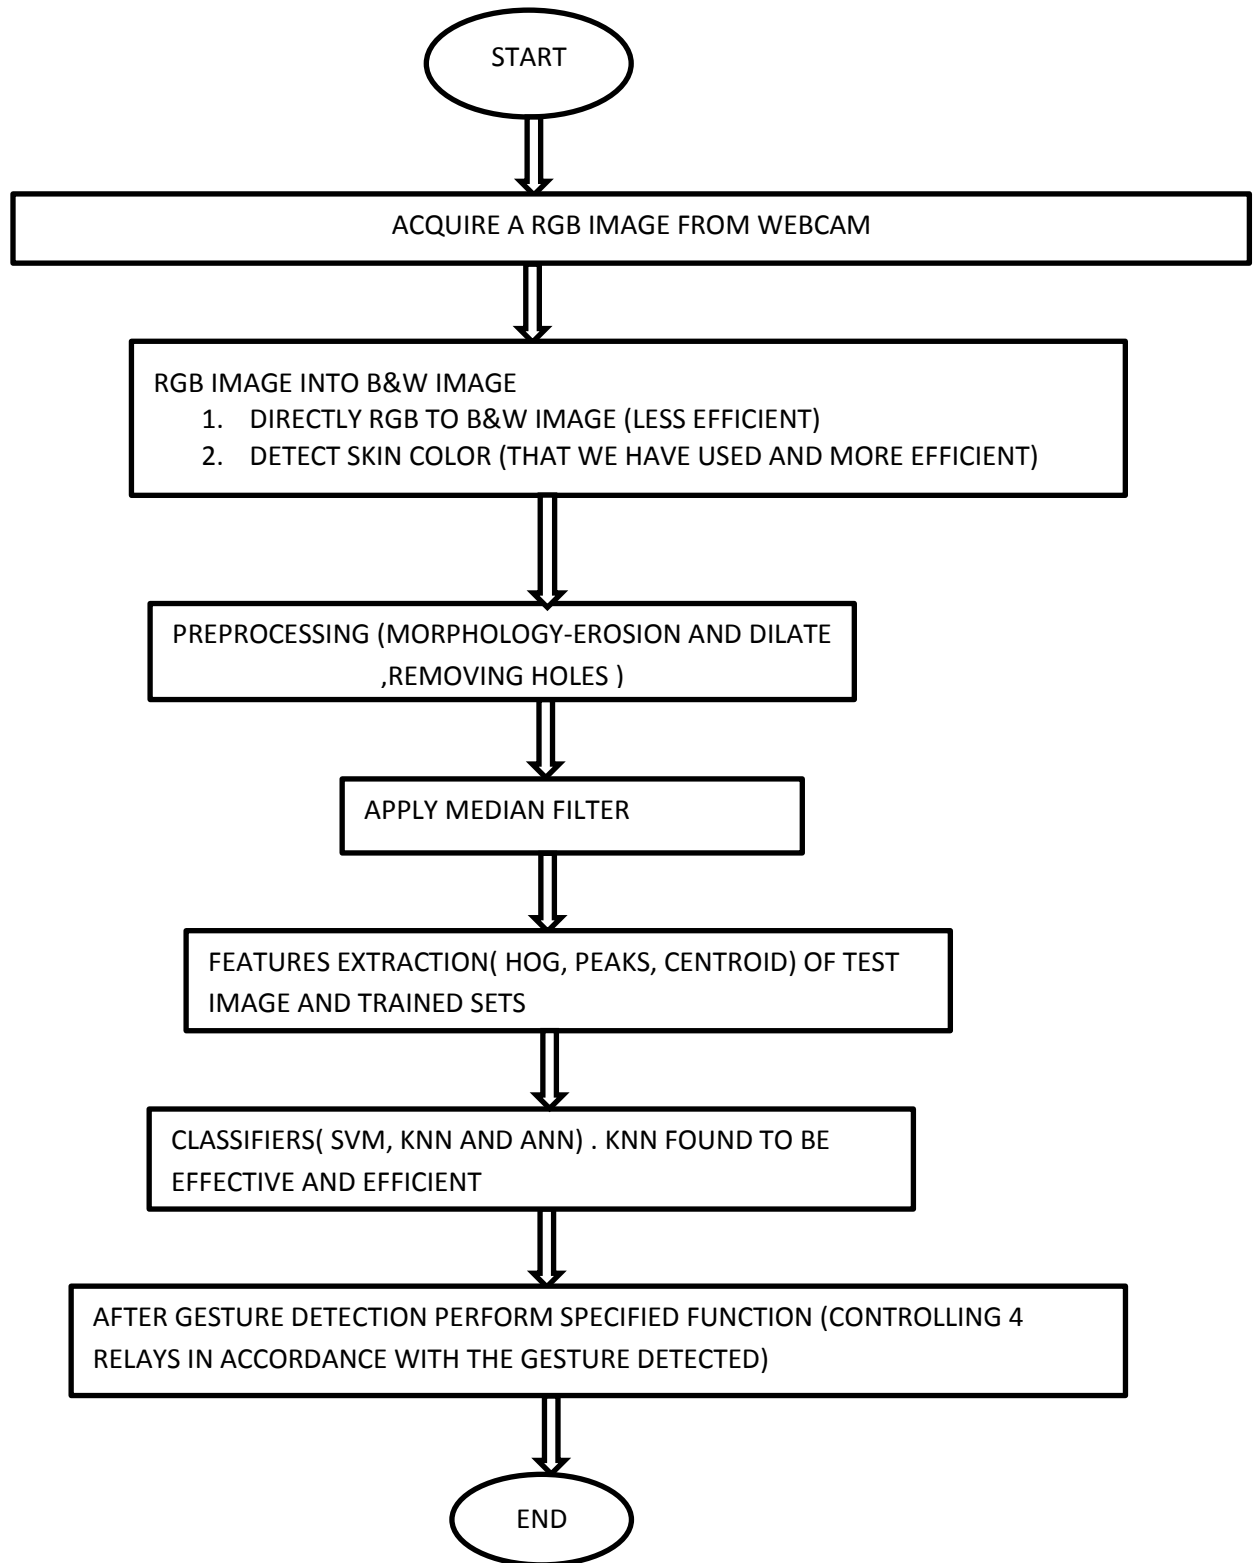 START
ACQUIRE A RGB IMAGE FROM WEBCAM
RGB IMAGE INTO B&W IMAGE
1. DIRECTLY RGB TO B&W IMAGE (LESS EFFICIENT)
2. DETECT SKIN COLOR (THAT WE HAVE USED AND MORE EFFICIENT)
PREPROCESSING (MORPHOLOGY-EROSION AND DILATE
,REMOVING HOLES )
APPLY MEDIAN FILTER
FEATURES EXTRACTION( HOG, PEAKS, CENTROID) OF TEST
IMAGE AND TRAINED SETS
CLASSIFIERS( SVM, KNN AND ANN) . KNN FOUND TO BE
EFFECTIVE AND EFFICIENT
AFTER GESTURE DETECTION PERFORM SPECIFIED FUNCTION (CONTROLLING 4
RELAYS IN ACCORDANCE WITH THE GESTURE DETECTED)
END